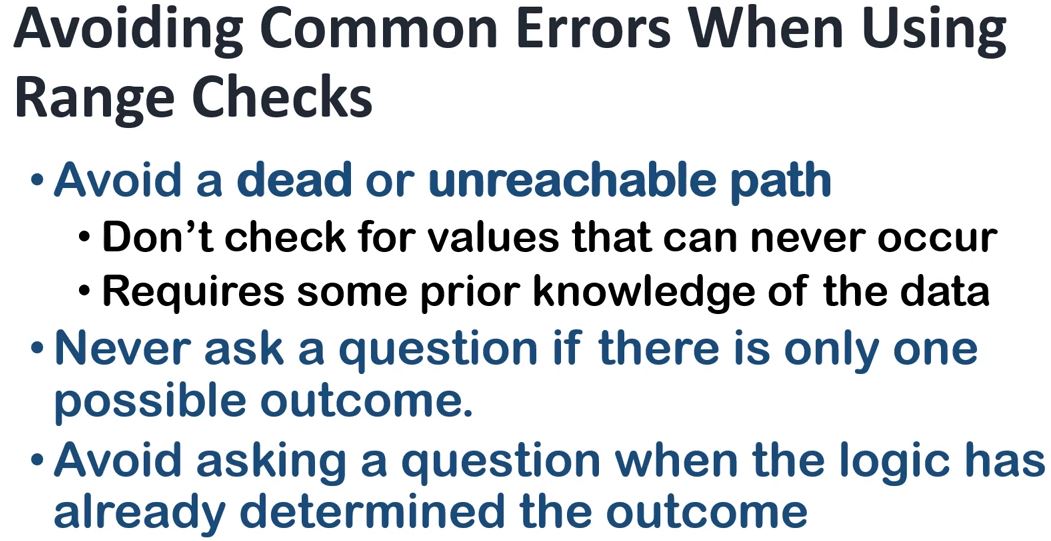 Avoiding Common Errors When Using
Range Checks
• Avoid a dead or unreachable path
• Don’t check for values that can never occur
• Requires some prior knowledge of the data
• Never ask a question if there is only one
possible outcome.
• Avoid asking a question when the logic has
already determined the outcome